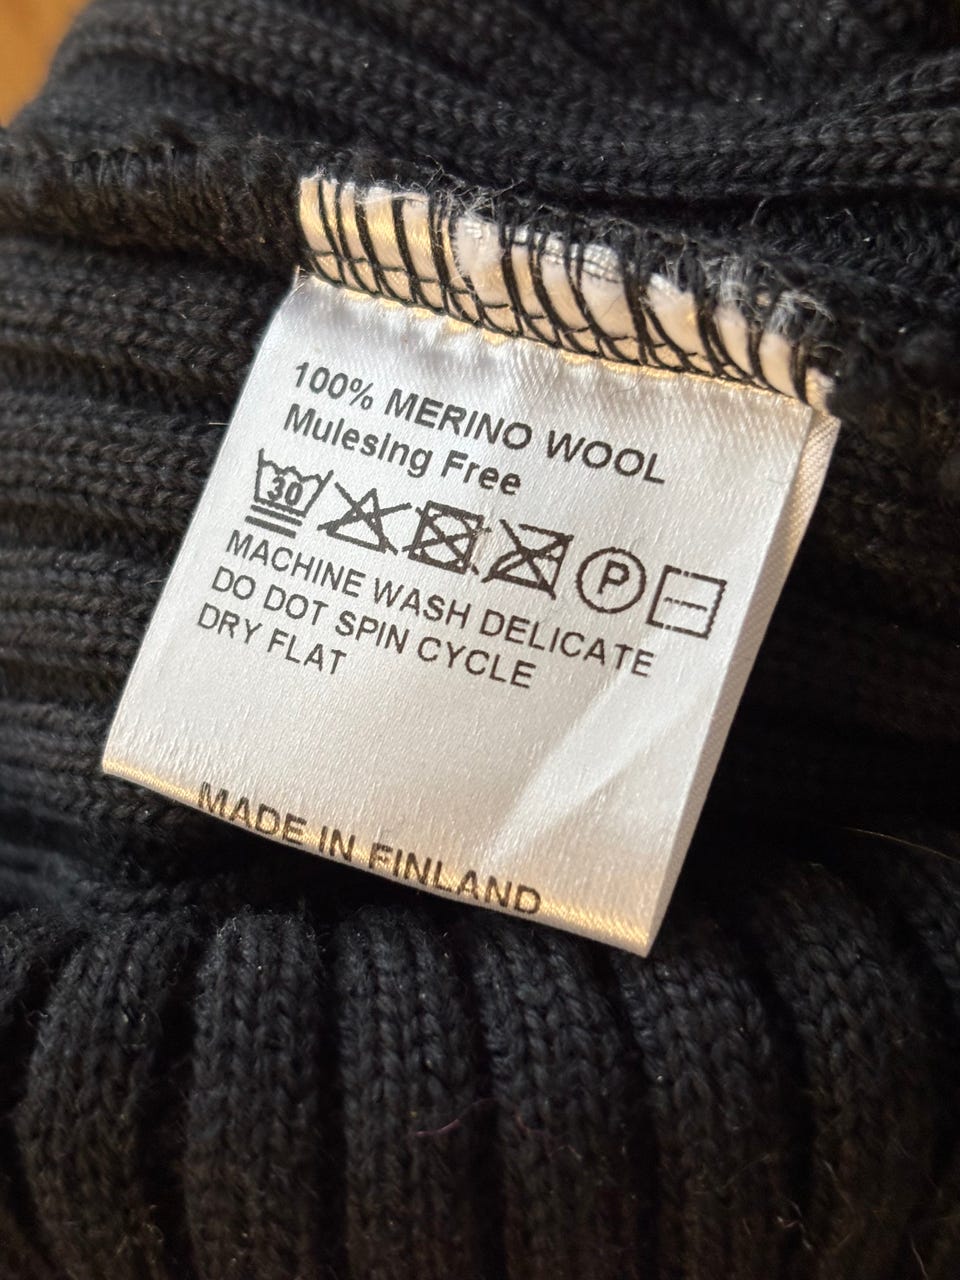 100% MERINO WOOL
Mulesing Free
30 P
MACHINE WASH DELICATE
DO DOT SPIN CYCLE
DRY FLAT
MADE IN FINLAND